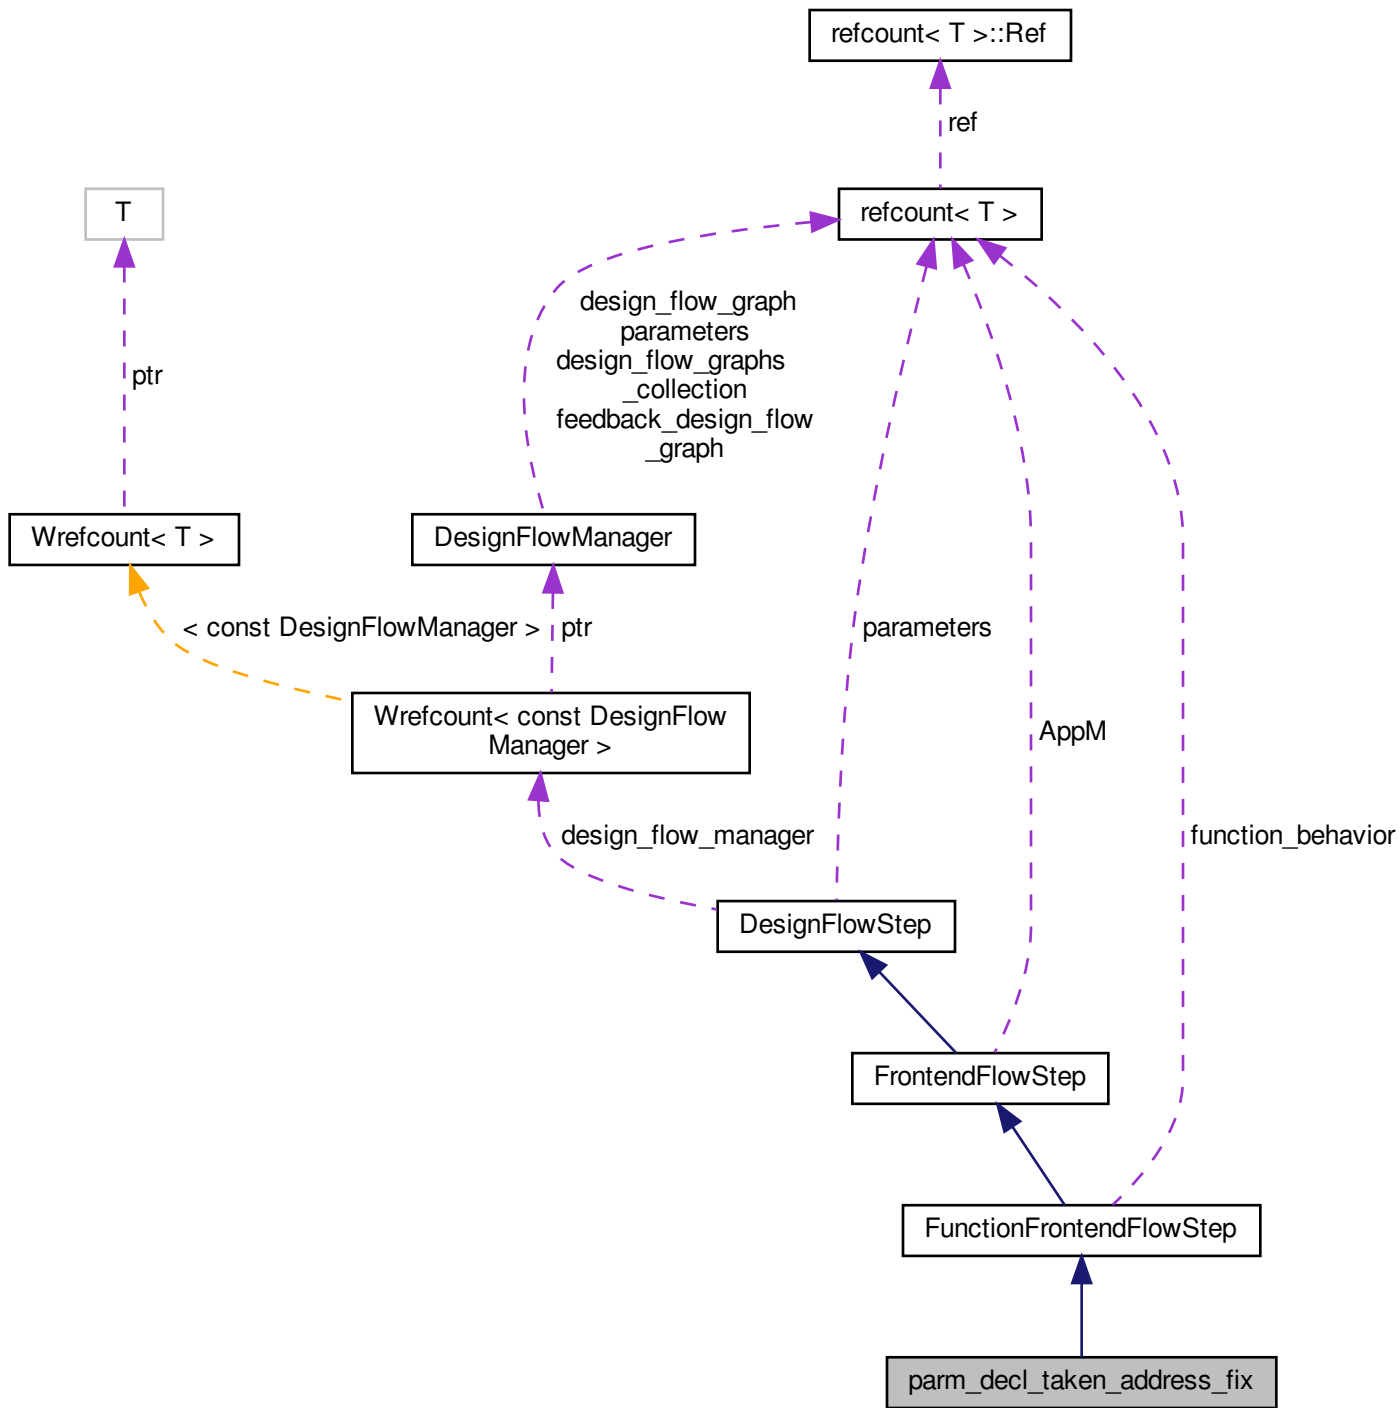 refcount< T >::Ref
ref
T
refcount< T >
design_flow_graph
parameters
design_flow_graphs
_collection
feedback_design_flow
_graph
ptr
Wrefcount< T >
DesignFlowManager
< const DesignFlowManager >
ptr
parameters
Wrefcount< const DesignFlow
Manager >
AppM
design_flow_manager
function_behavior
DesignFlowStep
FrontendFlowStep
FunctionFrontendFlowStep
parm_decl_taken_address_fix